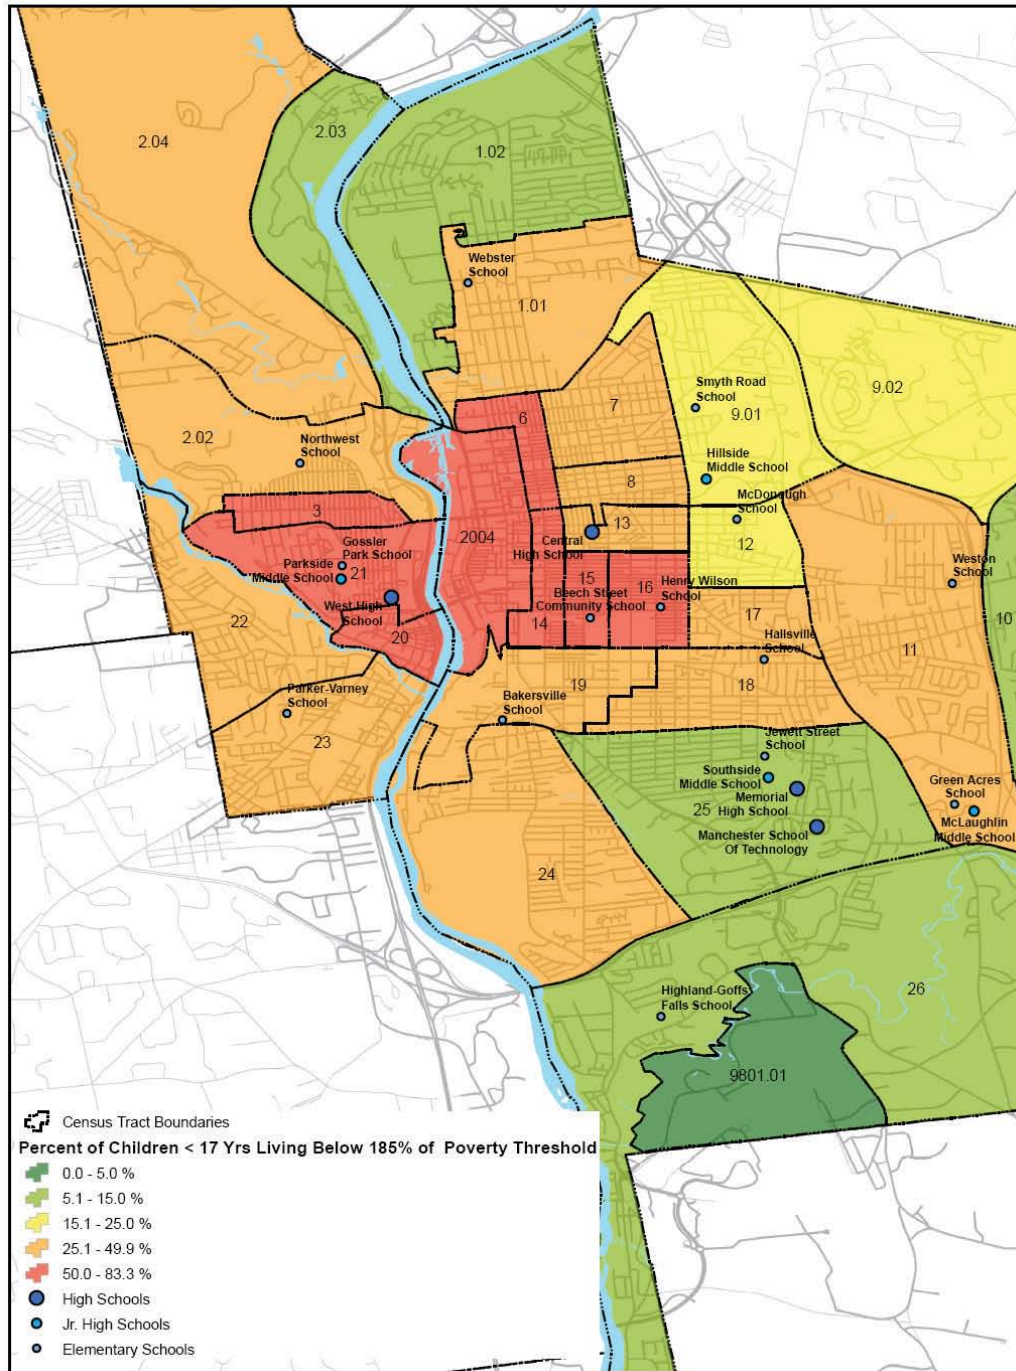 2.04
2.03
1.02
Webster
School
1.01
Smyth Road
School
9.01
9.02
7
6
2.02
Northwest
School
Hillside
Middle School
8
McDonough
School
3
13
2004
Central
High School
12
Gossler
Park School
Parkside
Middle School
21
Weston
School
15
16
Beech Street
Community School
Henry Wilson
School
West High
School
14
17
10
22
20
Hallsville
School
11
19
18
Parker-Varney
School
Bakersville
School
23
Jewett Street
School
Southside
Middle School
Memorial
High School
25
Green Acres
School
McLaughlin
Middle School
Manchester School
Of Technology
24
Highland-Goffs
Falls School
26
9801.01
Census Tract Boundaries
Percent of Children < 17 Yrs Living Below 185% of Poverty Threshold
0.0 - 5.0 %
5.1 - 15.0 %
15.1 - 25.0 %
25.1 - 49.9 %
50.0 - 83.3 %
High Schools
Jr. High Schools
Elementary Schools